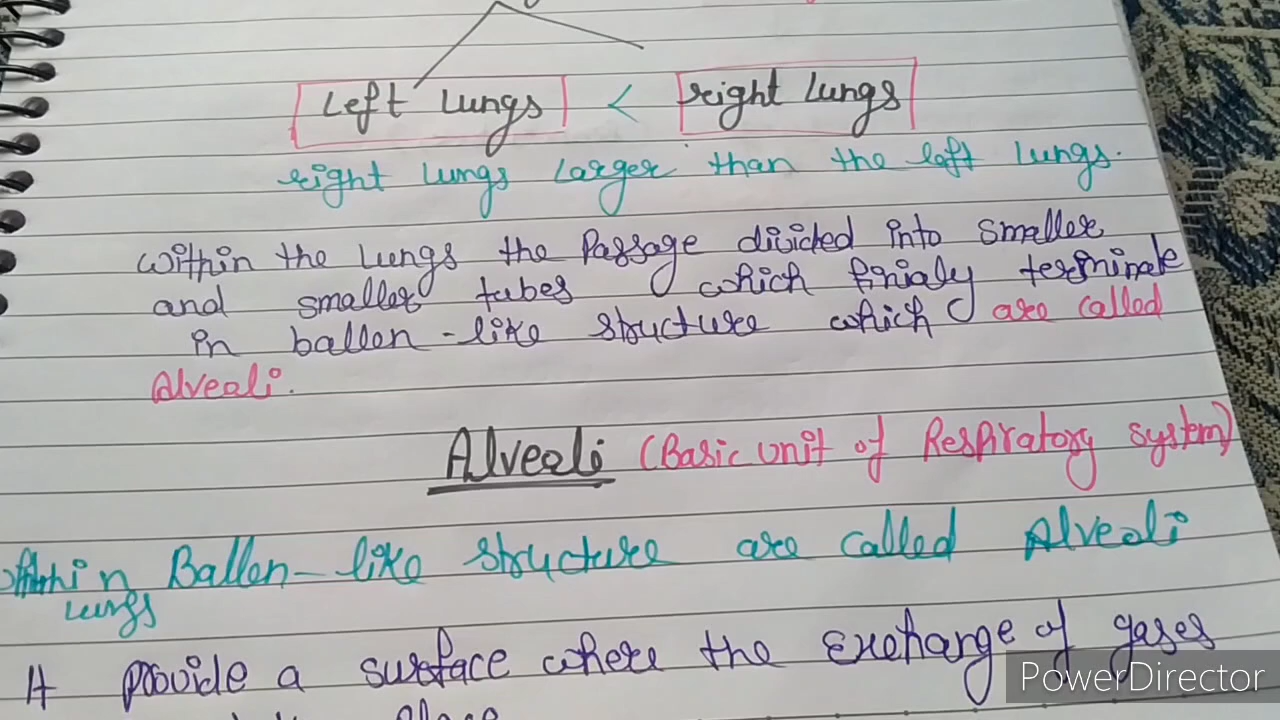 Left Lungs < right Lungs
right lungs larger than the left lungs.
within the lungs the Passage divided into smaller
and smaller tubes which finialy terminate
in ballen-like structure which are called
Alveoli.
Alveoli (Basic unit of Respiratory system)
Ballen-like structure are called Alveoli
lungs
It provide a surface where the Exchange of gases
place
PowerDirector